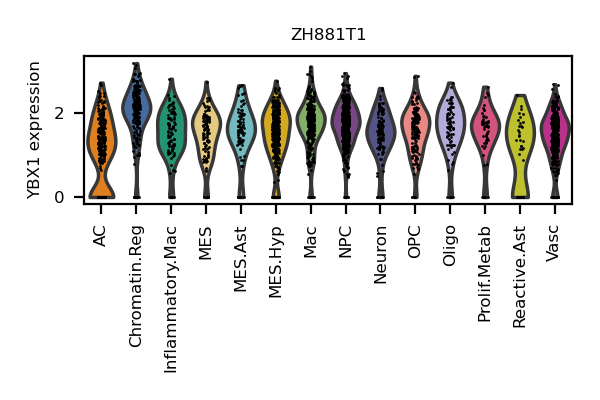 ZH881T1
YBX1 expression
2
0
AC
Chromatin.Reg
Inflammatory.Mac
MES
MES.Ast
MES.Hyp
Mac
NPC
Neuron
OPC
Oligo
Prolif.Metab
Reactive.Ast
Vasc